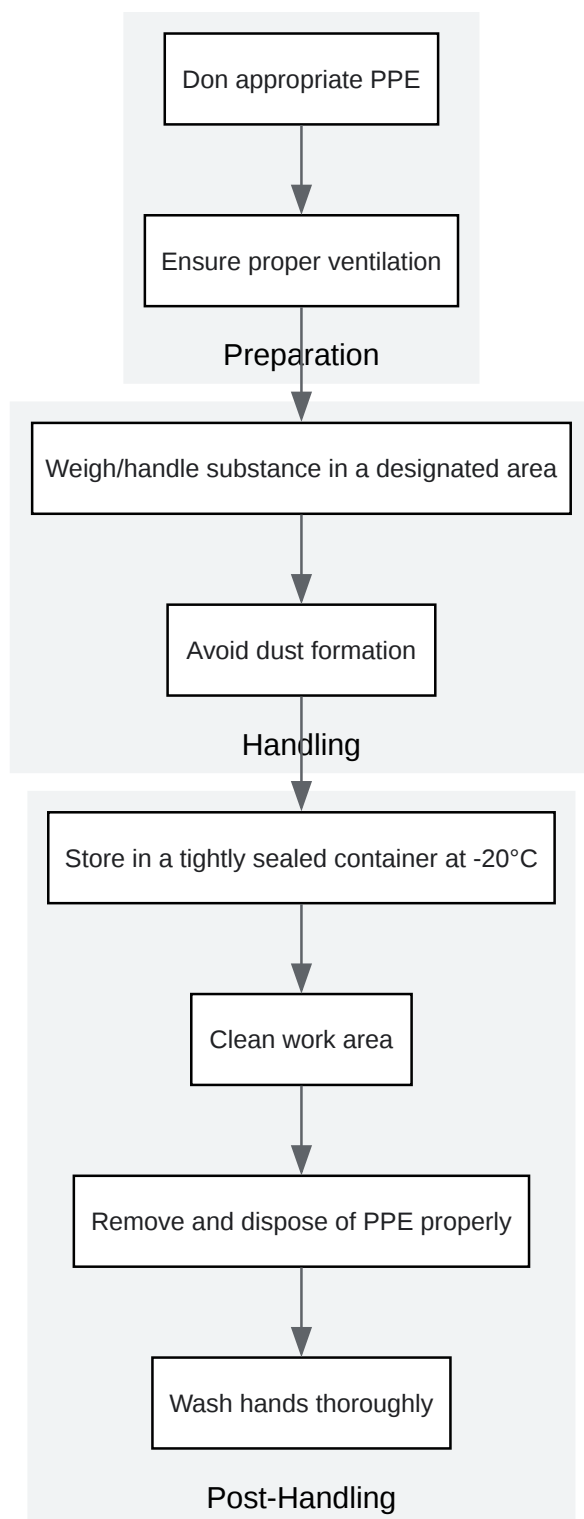 Don appropriate PPE
Ensure proper ventilation
Preparation
Weigh/handle substance in a designated area
Avoid dust formation
Handling
Store in a tightly sealed container at -20°C
Clean work area
Remove and dispose of PPE properly
Wash hands thoroughly
Post-Handling